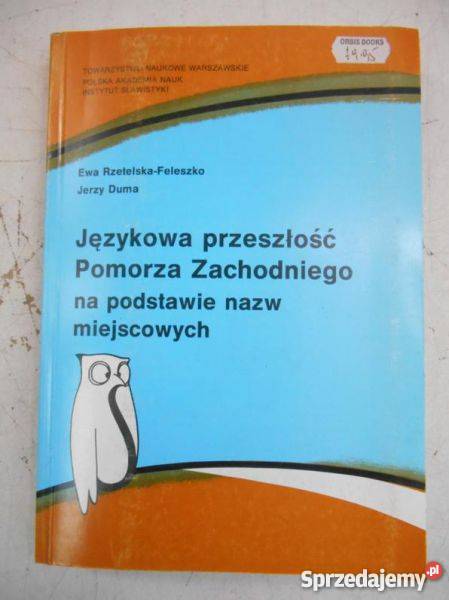 ORBIS BOOKS
TOWARZYSTWO NAUKOWE WARSZAWSKIE
POLSKA AKADEMIA NAUK
INSTYTUT SLAWISTYKI
Ewa Rzetelska-Feleszko
Jerzy Duma
Językowa przeszłość
Pomorza Zachodniego
na podstawie nazw
miejscowych
Sprzedajemy.pl